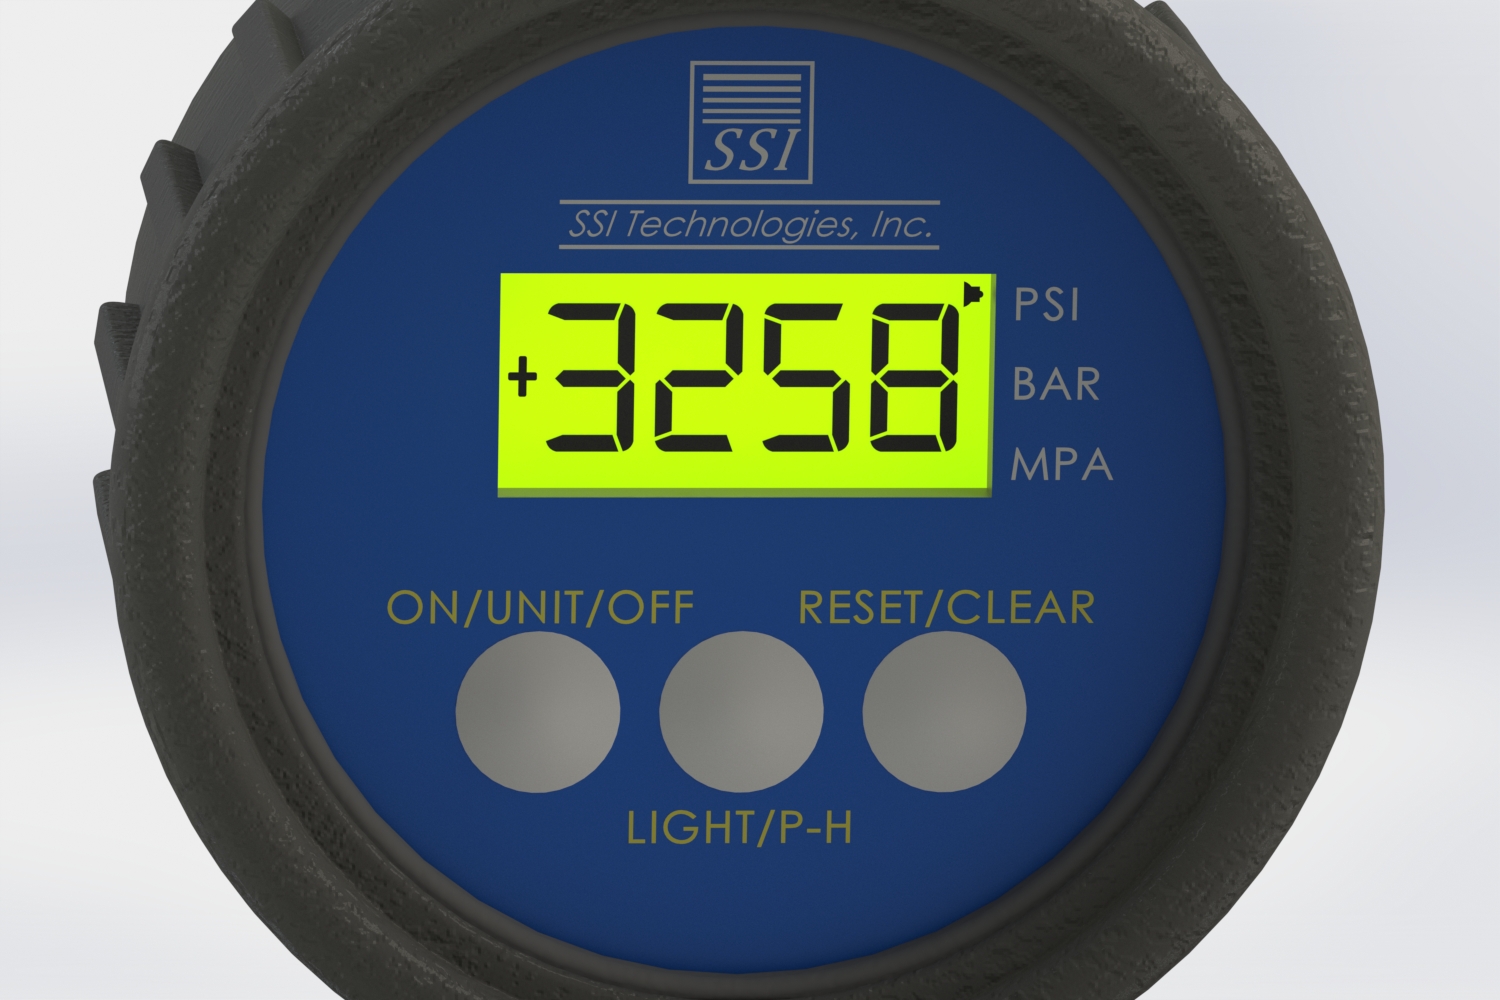 SSI
SSI Technologies, Inc.
+3258
PSI
BAR
MPA
ON/UNIT/OFF
RESET/CLEAR
LIGHT/P-H